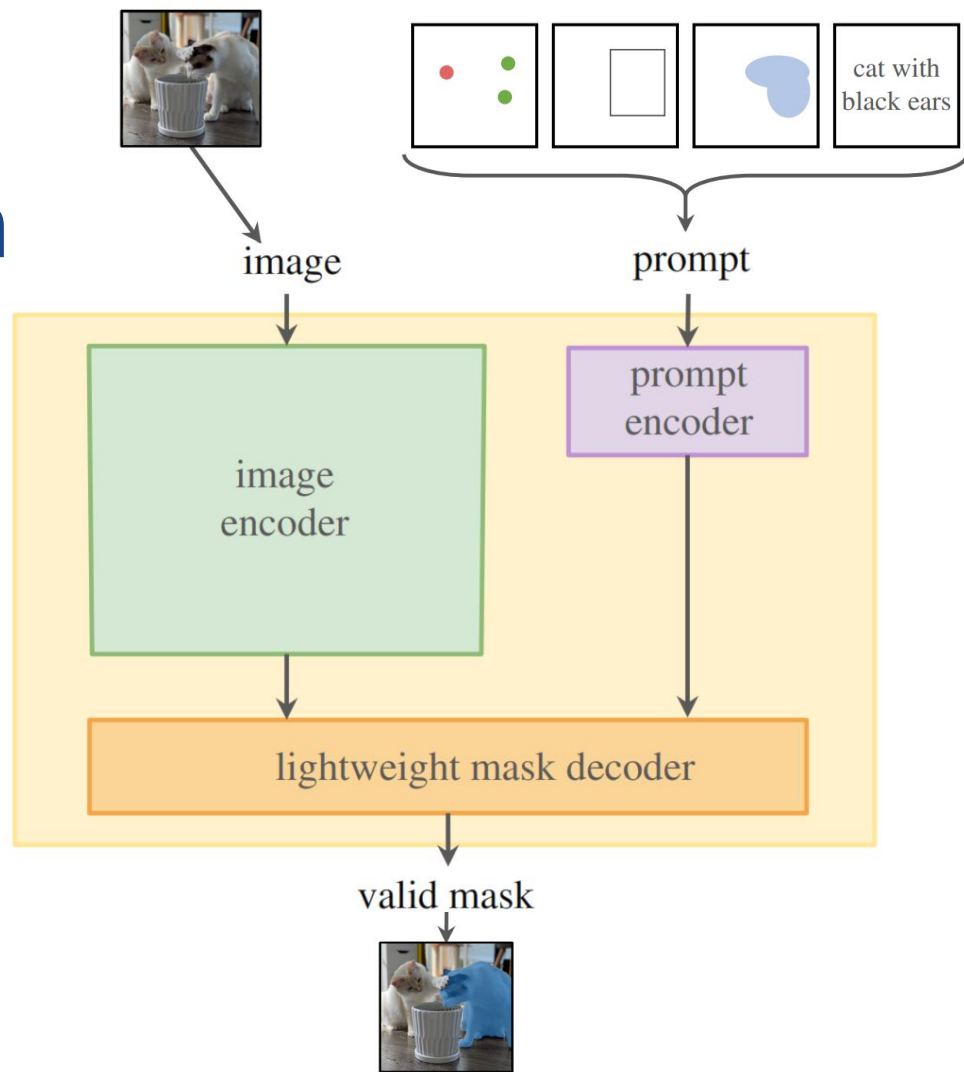 cat with
black ears
n
image
prompt
prompt
encoder
image
encoder
lightweight mask decoder
valid mask